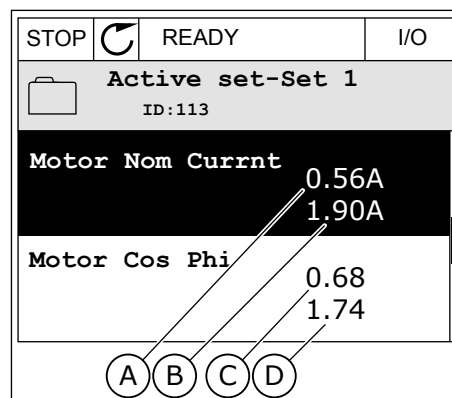 STOP READY I/O
Active set-Set 1
ID:113
Motor Nom Currnt
0.56A
1.90A
Motor Cos Phi
0.68
1.74
A B C D